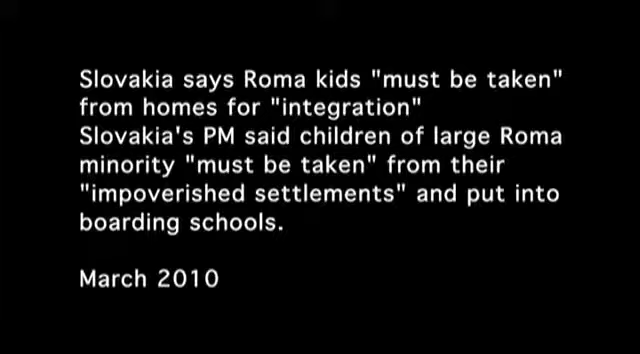 Slovakia says Roma kids "must be taken"
from homes for "integration"
Slovakia's PM said children of large Roma
minority "must be taken" from their
"impoverished settlements" and put into
boarding schools.
March 2010